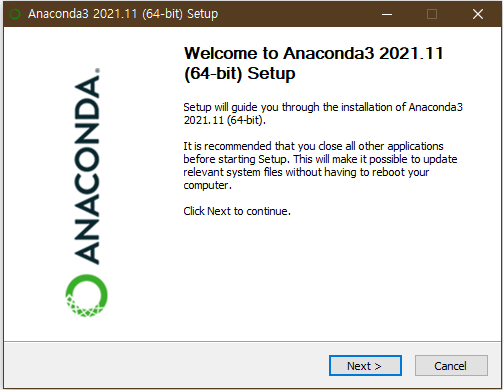 Anaconda3 2021.11 (64-bit) Setup
Welcome to Anaconda3 2021.11
(64-bit) Setup
Setup will guide you through the installation of Anaconda3
2021.11 (64-bit).
It is recommended that you close all other applications
before starting Setup. This will make it possible to update
relevant system files without having to reboot your
computer.
Click Next to continue.
ANACONDA.
Next >
Cancel